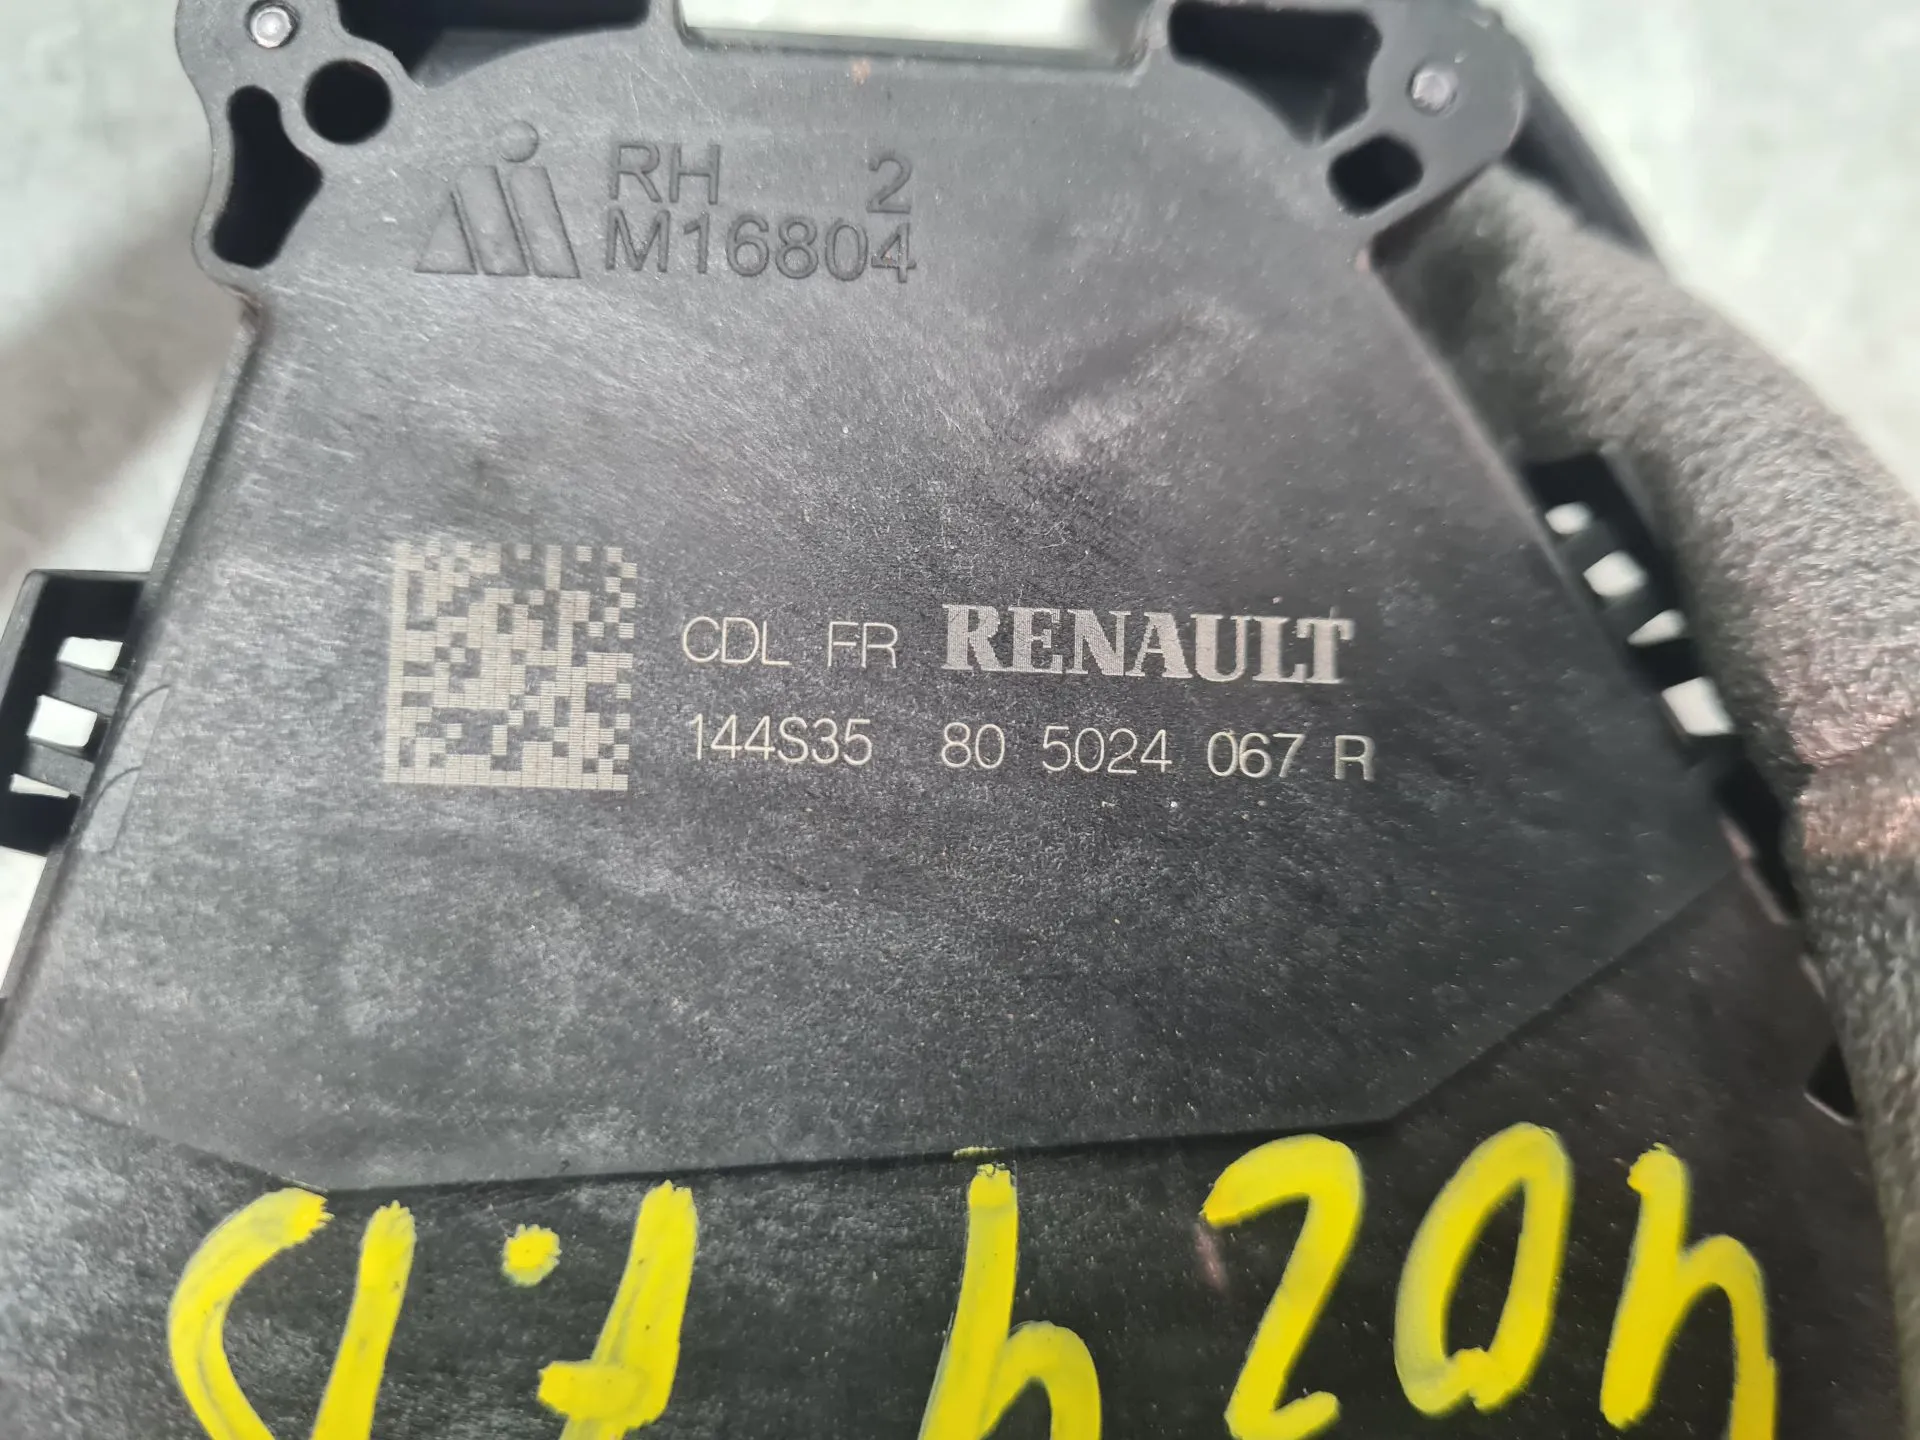 RH 2
M16804
CDL FR RENAULT
144S35 80 5024 067 R